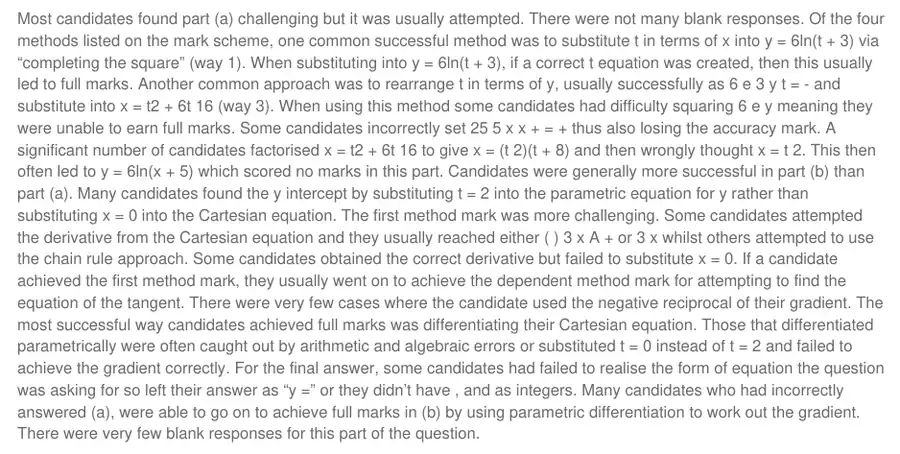 Most candidates found part (a) challenging but it was usually attempted. There were not many blank responses. Of the four
methods listed on the mark scheme, one common successful method was to substitute t in terms of x into y = 6ln(t + 3) via
“completing the square” (way 1). When substituting into y = 6ln(t + 3), if a correct t equation was created, then this usually
led to full marks. Another common approach was to rearrange t in terms of y, usually successfully as 6 e 3 y t = - and
substitute into x = t2 + 6t 16 (way 3). When using this method some candidates had difficulty squaring 6 e y meaning they
were unable to earn full marks. Some candidates incorrectly set 25 5 x x + = + thus also losing the accuracy mark. A
significant number of candidates factorised x = t2 + 6t 16 to give x = (t 2)(t + 8) and then wrongly thought x = t 2. This then
often led to y = 6ln(x + 5) which scored no marks in this part. Candidates were generally more successful in part (b) than
part (a). Many candidates found the y intercept by substituting t = 2 into the parametric equation for y rather than
substituting x = 0 into the Cartesian equation. The first method mark was more challenging. Some candidates attempted
the derivative from the Cartesian equation and they usually reached either ( ) 3 x A + or 3 x whilst others attempted to use
the chain rule approach. Some candidates obtained the correct derivative but failed to substitute x = 0. If a candidate
achieved the first method mark, they usually went on to achieve the dependent method mark for attempting to find the
equation of the tangent. There were very few cases where the candidate used the negative reciprocal of their gradient. The
most successful way candidates achieved full marks was differentiating their Cartesian equation. Those that differentiated
parametrically were often caught out by arithmetic and algebraic errors or substituted t = 0 instead of t = 2 and failed to
achieve the gradient correctly. For the final answer, some candidates had failed to realise the form of equation the question
was asking for so left their answer as “y =” or they didn’t have , and as integers. Many candidates who had incorrectly
answered (a), were able to go on to achieve full marks in (b) by using parametric differentiation to work out the gradient.
There were very few blank responses for this part of the question.